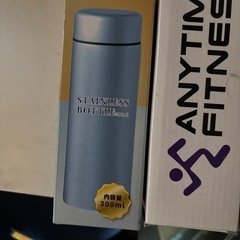 STAINLESS
BOTTLE
内容量
300ml
ANYTIME
FITNESS